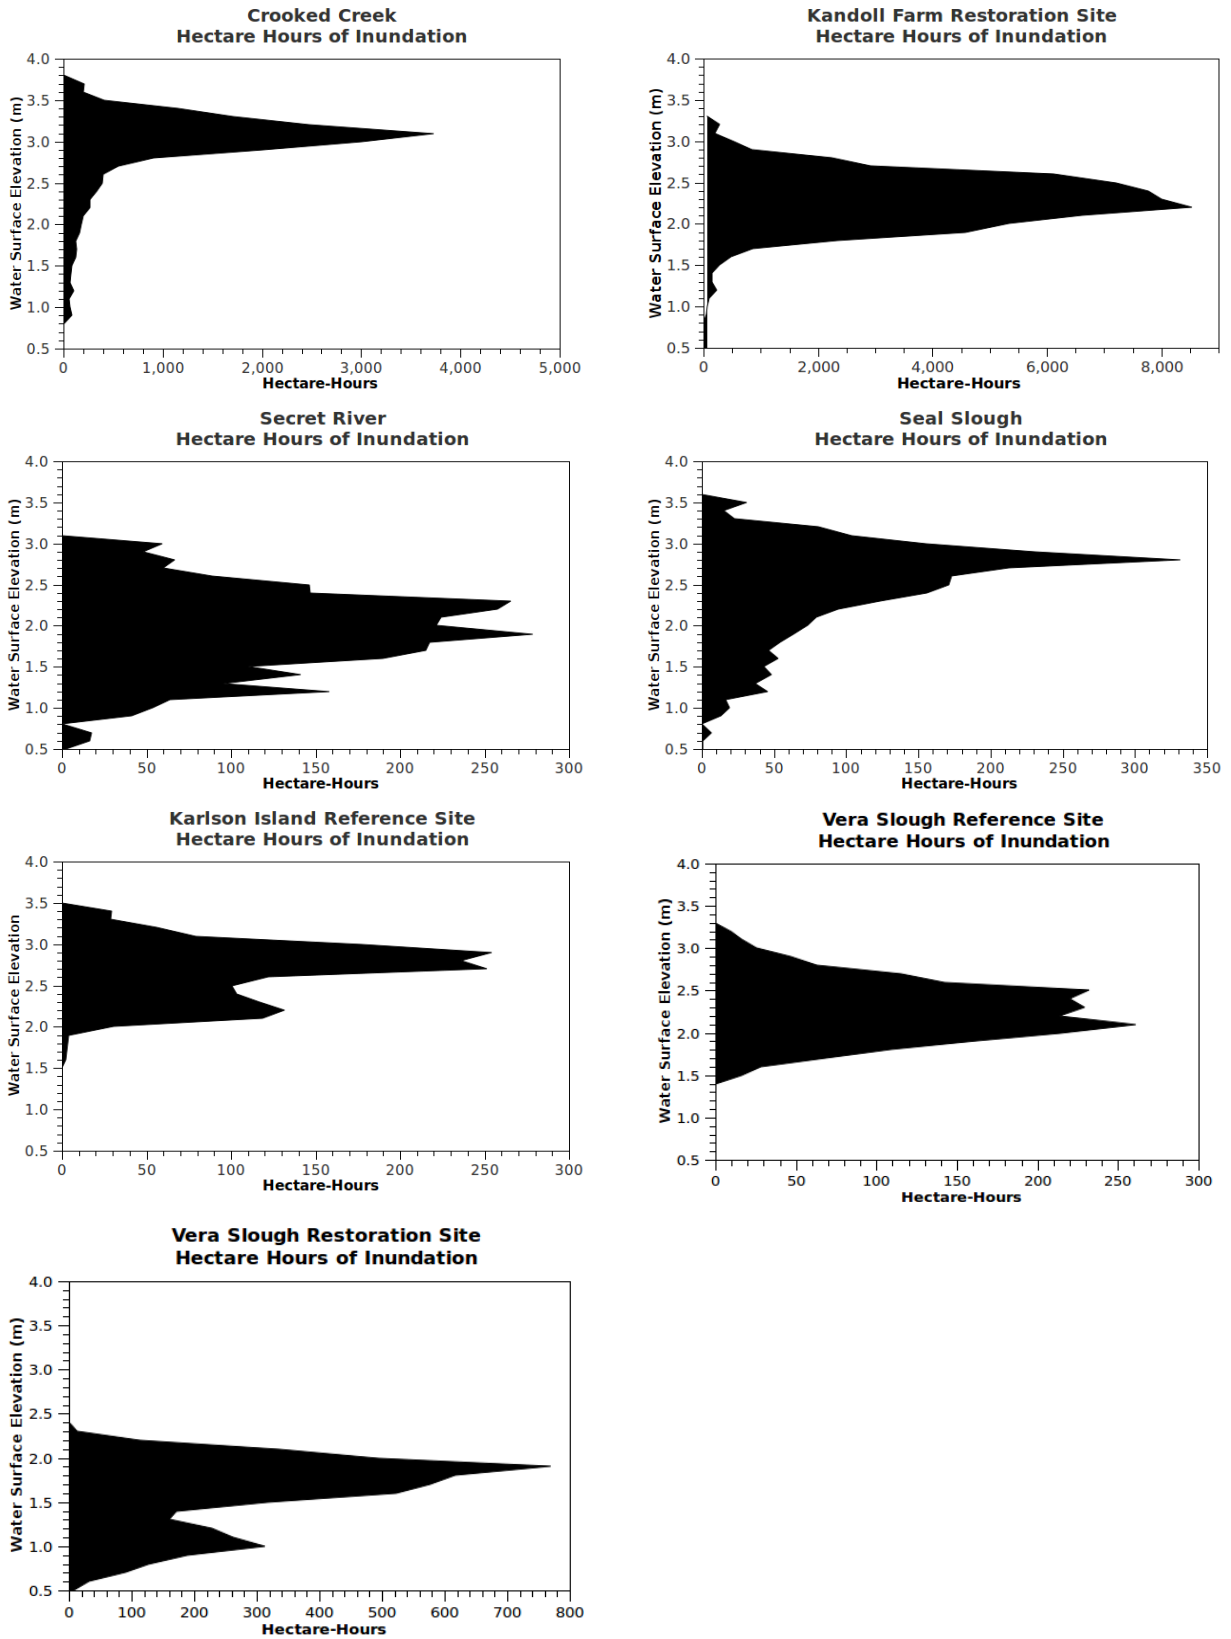 Crooked Creek
Hectare Hours of Inundation
4.0
3.5
3.0
2.5
2.0
1.5
1.0
0.5
Water Surface Elevation (m)
0 1,000 2,000 3,000 4,000 5,000
Hectare-Hours
Kandoll Farm Restoration Site
Hectare Hours of Inundation
4.0
3.5
3.0
2.5
2.0
1.5
1.0
0.5
Water Surface Elevation (m)
0 2,000 4,000 6,000 8,000
Hectare-Hours
Secret River
Hectare Hours of Inundation
4.0
3.5
3.0
2.5
2.0
1.5
1.0
0.5
Water Surface Elevation (m)
0 50 100 150 200 250 300
Hectare-Hours
Seal Slough
Hectare Hours of Inundation
4.0
3.5
3.0
2.5
2.0
1.5
1.0
0.5
Water Surface Elevation (m)
0 50 100 150 200 250 300 350
Hectare-Hours
Karlson Island Reference Site
Hectare Hours of Inundation
4.0
3.5
3.0
2.5
2.0
1.5
1.0
0.5
Water Surface Elevation
0 50 100 150 200 250 300
Hectare-Hours
Vera Slough Reference Site
Hectare Hours of Inundation
4.0
3.5
3.0
2.5
2.0
1.5
1.0
0.5
Water Surface Elevation (m)
0 50 100 150 200 250 300
Hectare-Hours
Vera Slough Restoration Site
Hectare Hours of Inundation
4.0
3.5
3.0
2.5
2.0
1.5
1.0
0.5
Water Surface Elevation (m)
0 100 200 300 400 500 600 700 800
Hectare-Hours